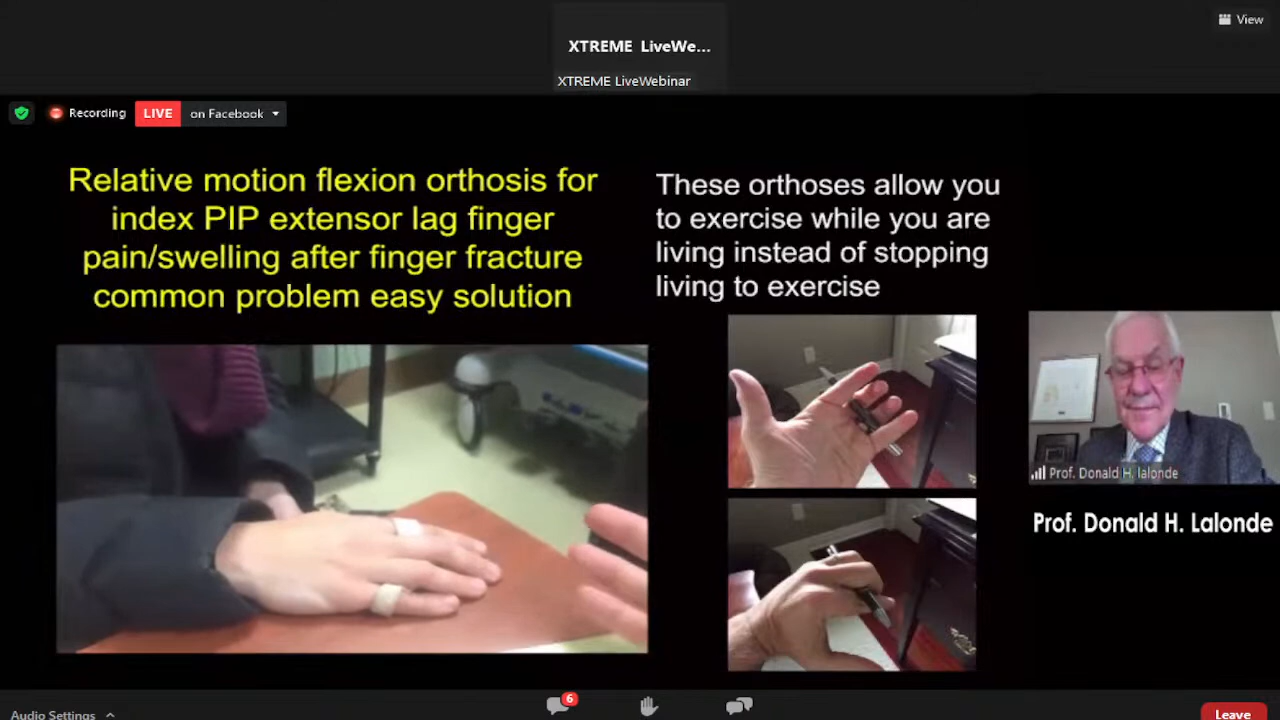 XTREME LiveWe...
View
XTREME LiveWebinar
Recording
LIVE
on Facebook
Relative motion flexion orthosis for
index PIP extensor lag finger
pain/swelling after finger fracture
common problem easy solution
These orthoses allow you
to exercise while you are
living instead of stopping
living to exercise
Prof. Donald H. lalonde
Prof. Donald H. Lalonde
6
Audio Settings
Leave